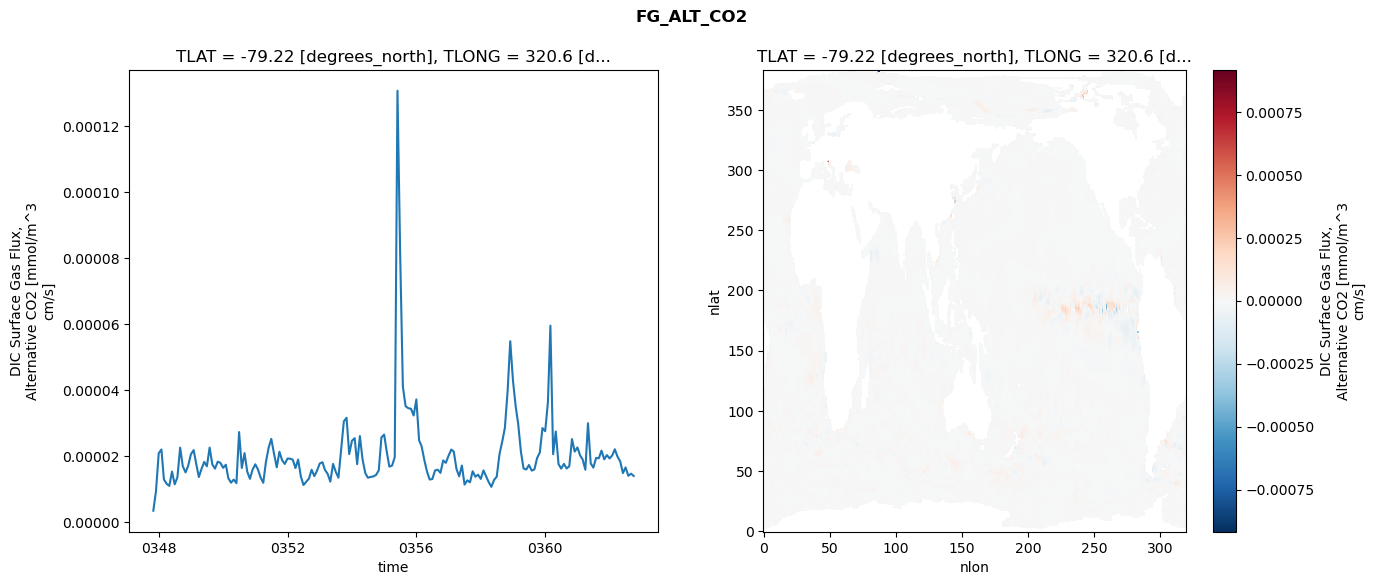 FG_ALT_CO2
TLAT = -79.22 [degrees_north], TLONG = 320.6 [d...
DIC Surface Gas Flux,
Alternative CO2 [mmol/m^3
cm/s]
0.00012
0.00010
0.00008
0.00006
0.00004
0.00002
0.00000
0348
0352
0356
0360
time
TLAT = -79.22 [degrees_north], TLONG = 320.6 [d...
nlat
350
300
250
200
150
100
50
0
0
50
100
150
200
250
300
nlon
0.00075
0.00050
0.00025
0.00000
−0.00025
−0.00050
−0.00075
DIC Surface Gas Flux,
Alternative CO2 [mmol/m^3
cm/s]